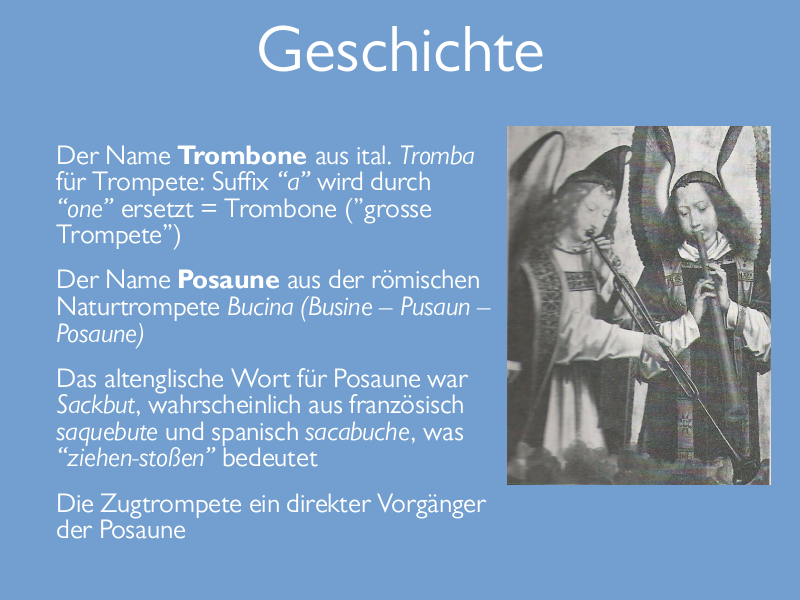 Geschichte
Der Name Trombone aus ital. Tromba
für Trompete: Suffix “a” wird durch
“one” ersetzt = Trombone (”grosse
Trompete”)
Der Name Posaune aus der römischen
Naturtrompete Bucina (Busine – Pusaun –
Posaune)
Das altenglische Wort für Posaune war
Sackbut, wahrscheinlich aus französisch
saquebute und spanisch sacabuche, was
“ziehen-stoßen” bedeutet
Die Zugtrompete ein direkter Vorgänger
der Posaune